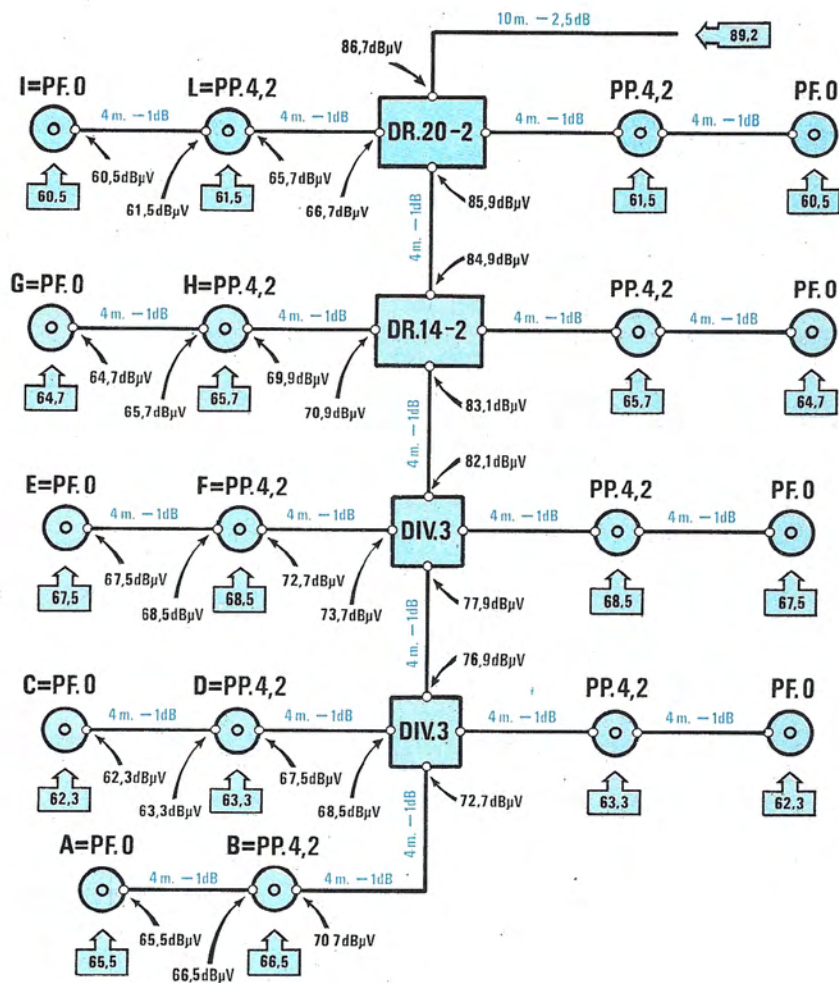 10 m. – 2,5dB
89,2
86,7dBµV
I=PF.0
L=PP.4,2
PP.4,2
PF.0
4 m. –1dB
4 m. –1dB
DR.20-2
4 m. –1dB
4 m. –1dB
60,5dBµV
65,7dBµV
61,5dBµV
66,7dBµV
85,9dBµV
60,5
61,5
61,5
60,5
4 m. –1dB
84,9dBµV
G=PF.0
H=PP.4,2
PP.4,2
PF.0
4 m. –1dB
4 m. –1dB
DR.14-2
4 m. –1dB
4 m. –1dB
64,7dBµV
69,9dBµV
65,7dBµV
70,9dBµV
83,1dBµV
64,7
65,7
65,7
64,7
4 m. –1dB
82,1dBµV
E=PF.0
F=PP.4,2
PP.4,2
PF.0
4 m. –1dB
4 m. –1dB
DIV.3
4 m. –1dB
4 m. –1dB
67,5dBµV
72,7dBµV
68,5dBµV
73,7dBµV
77,9dBµV
67,5
68,5
68,5
67,5
4 m. –1dB
76,9dBµV
C=PF.0
D=PP.4,2
PP.4,2
PF.0
4 m. –1dB
4 m. –1dB
DIV.3
4 m. –1dB
4 m. –1dB
62,3dBµV
67,5dBµV
63,3dBµV
68,5dBµV
72,7dBµV
62,3
63,3
63,3
62,3
4 m. –1dB
A=PF.0
B=PP.4,2
4 m. –1dB
4 m. –1dB
65,5dBµV
70 7dBµV
66,5dBµV
65,5
66,5